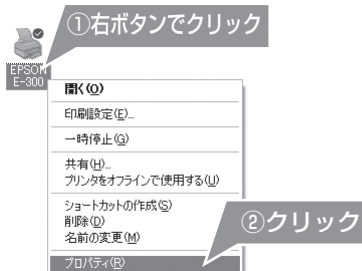 ①右ボタンでクリック
EPSON
E-300
開く(O)
印刷設定(E)...
一時停止(G)
共有(H)...
プリンタをオフラインで使用する(U)
ショートカットの作成(S)
削除(D)
名前の変更(M)
②クリック
プロパティ(R)